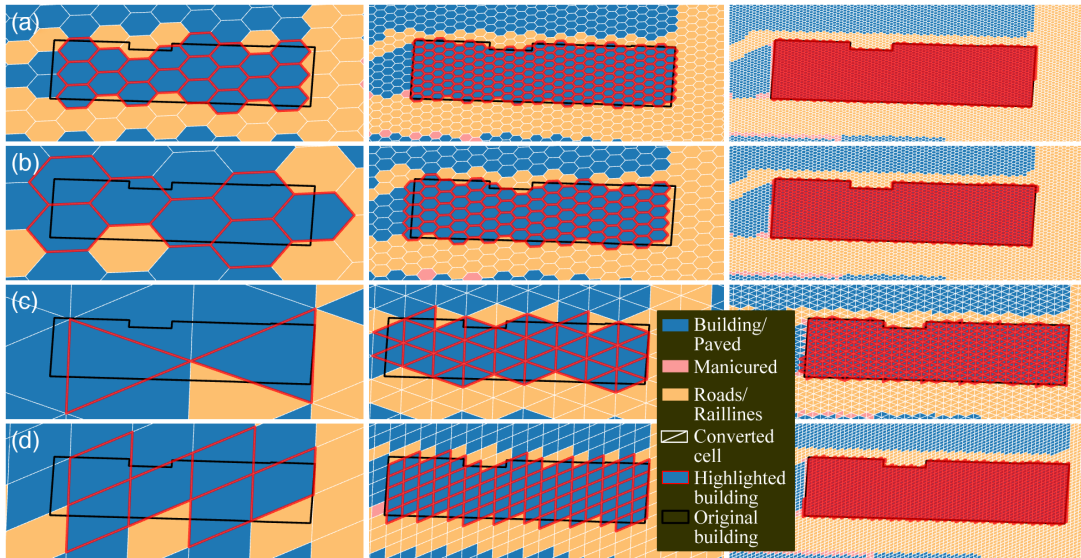 (a)
(b)
(c)
(d)
Building/
Paved
Manicured
Roads/
Raillines
Converted
cell
Highlighted
building
Original
building